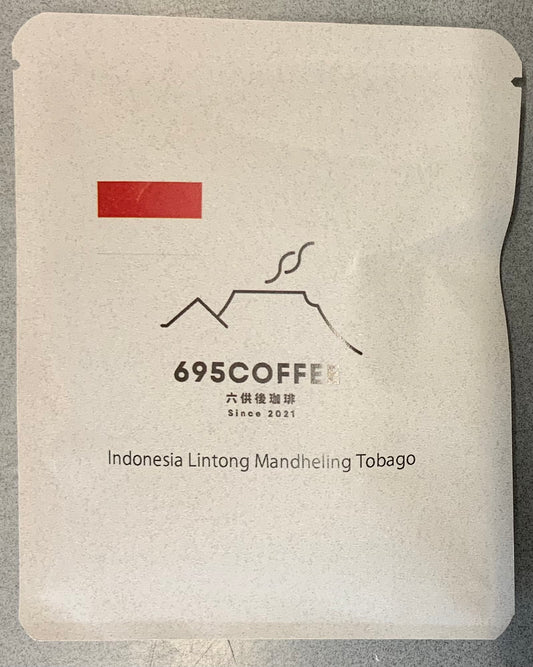 695COFFEE
六供後珈琲
Since 2021
Indonesia Lintong Mandheling Tobago